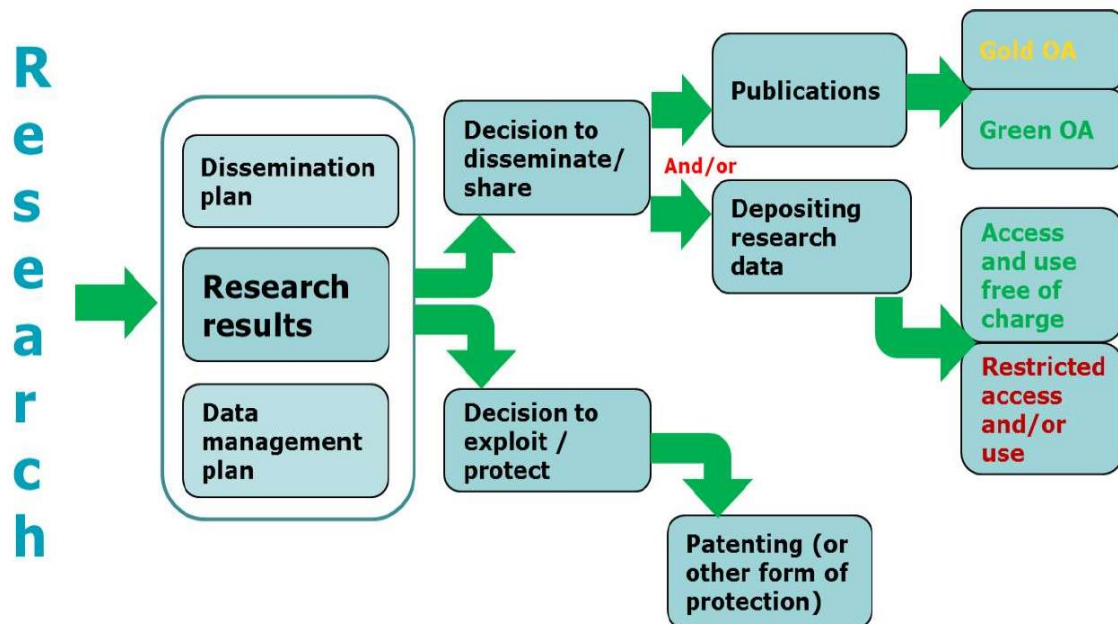 Research
Dissemination
plan
Research
results
Data
management
plan
Decision to
disseminate/
share
Decision to
exploit /
protect
And/or
Publications
Depositing
research
data
Patenting (or
other form of
protection)
Gold OA
Green OA
Access
and use
free of
charge
Restricted
access
and/or
use